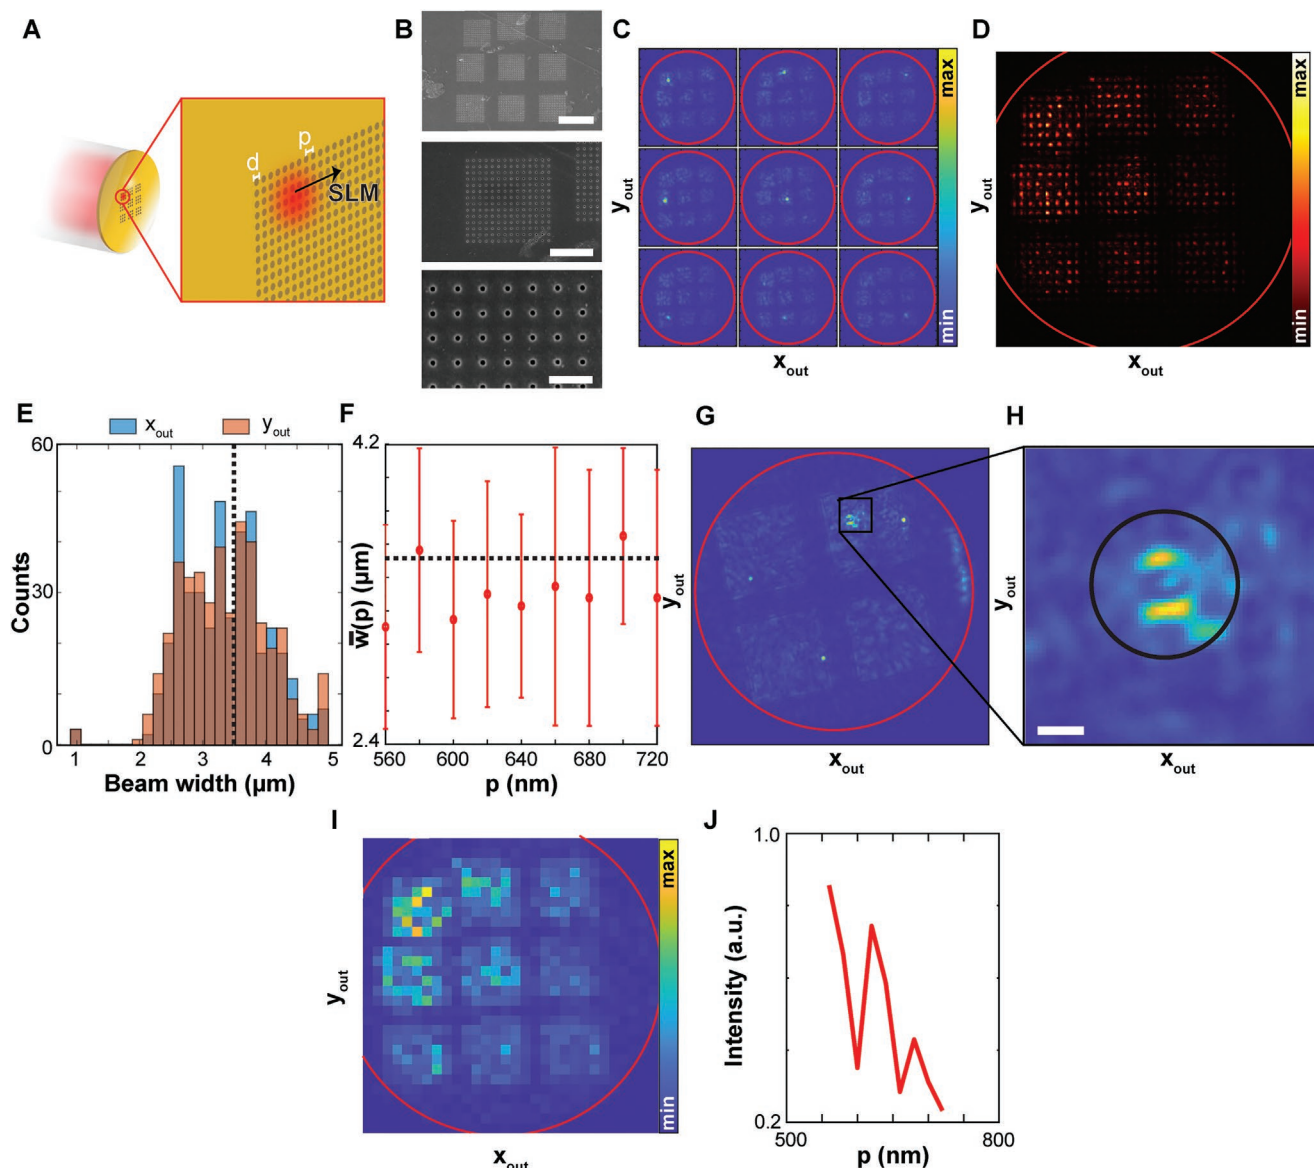 A
d
p
SLM
B
C
y_out
x_out
max
min
D
y_out
x_out
max
min
E
x_out
y_out
60
30
0
Counts
1
2
3
4
5
Beam width (µm)
F
4.2
2.4
w̅(p) (µm)
560
600
640
680
720
p (nm)
G
y_out
x_out
H
y_out
x_out
I
y_out
x_out
max
min
J
1.0
0.2
Intensity (a.u.)
500
800
p (nm)